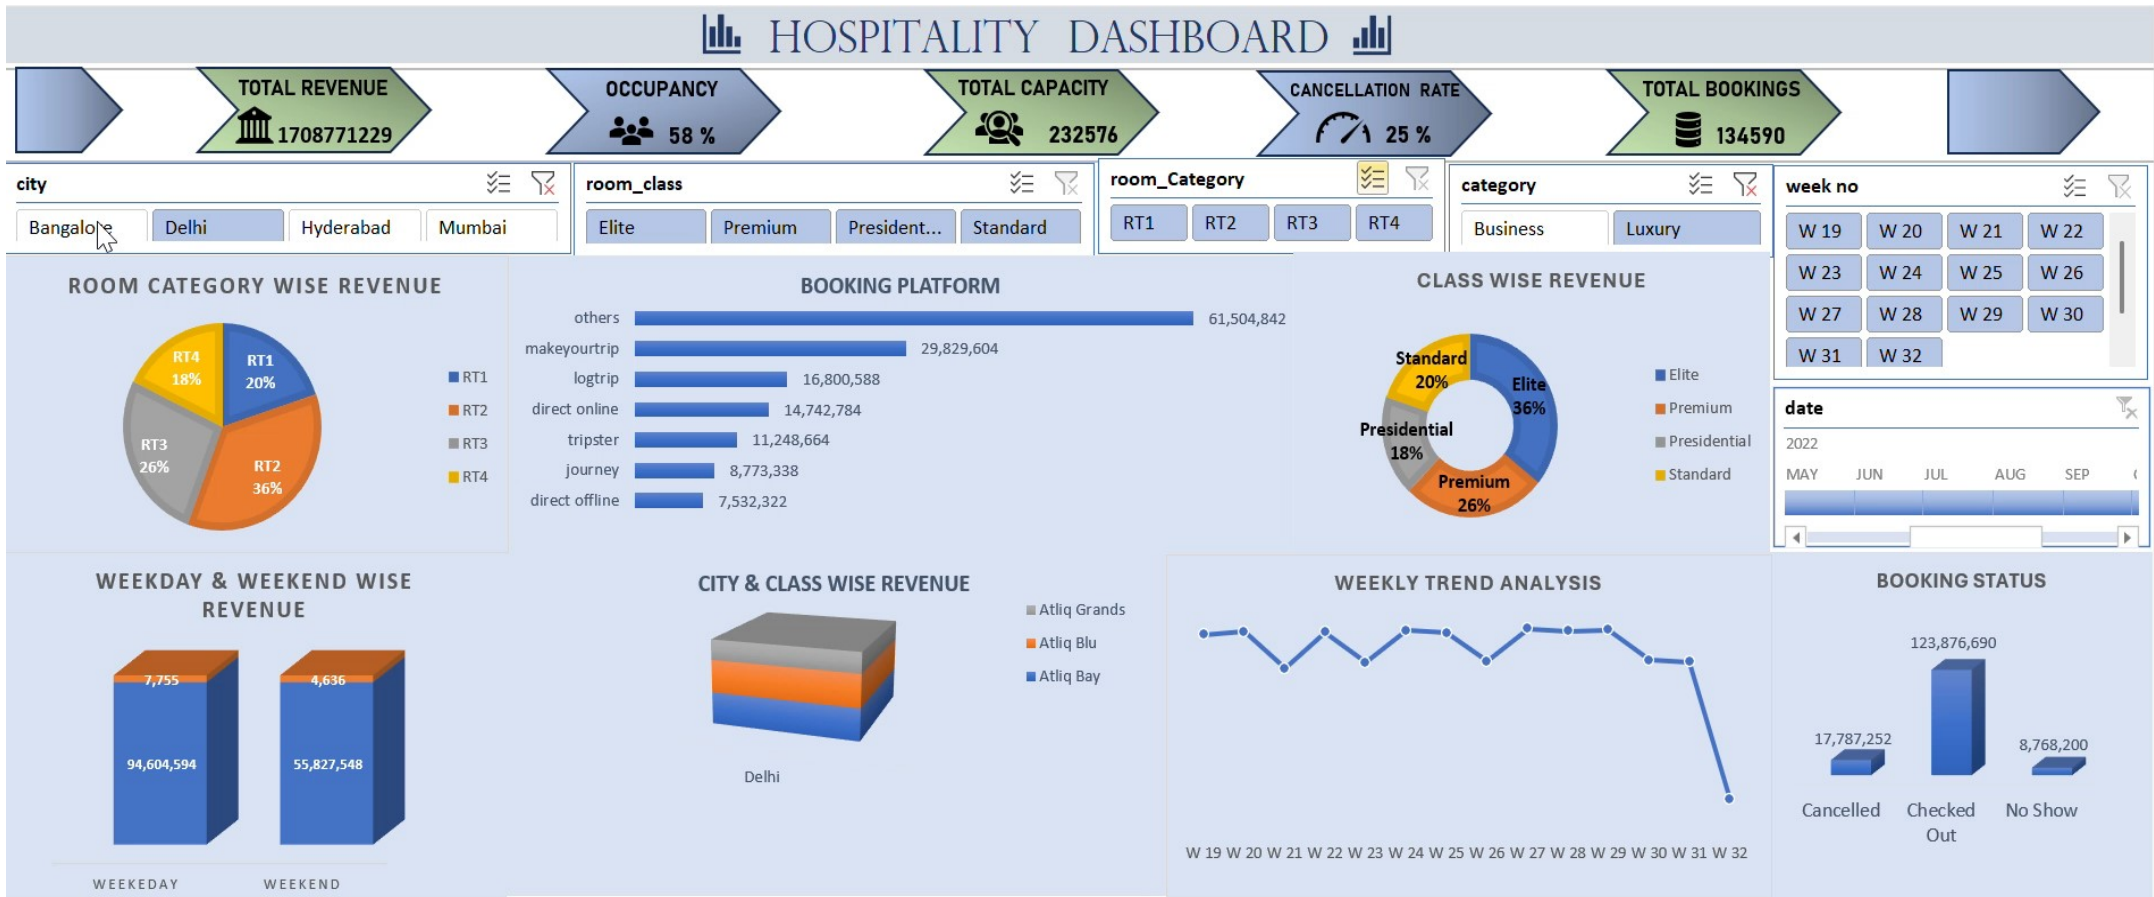 HOSPITALITY DASHBOARD
TOTAL REVENUE
1708771229
OCCUPANCY
58 %
TOTAL CAPACITY
232576
CANCELLATION RATE
25 %
TOTAL BOOKINGS
134590
city
Bangalore
Delhi
Hyderabad
Mumbai
room_class
Elite
Premium
President...
Standard
room_Category
RT1
RT2
RT3
RT4
category
Business
Luxury
week no
W 19
W 20
W 21
W 22
W 23
W 24
W 25
W 26
W 27
W 28
W 29
W 30
W 31
W 32
date
2022
MAY JUN JUL AUG SEP
ROOM CATEGORY WISE REVENUE
RT4
18%
RT1
20%
RT3
26%
RT2
36%
RT1
RT2
RT3
RT4
BOOKING PLATFORM
others 61,504,842
makeyourtrip 29,829,604
logtrip 16,800,588
direct online 14,742,784
tripster 11,248,664
journey 8,773,338
direct offline 7,532,322
CLASS WISE REVENUE
Standard
20%
Elite
36%
Presidential
18%
Premium
26%
Elite
Premium
Presidential
Standard
WEEKDAY & WEEKEND WISE
REVENUE
7,755
4,636
94,604,594
55,827,548
WEEKEDAY WEEKEND
CITY & CLASS WISE REVENUE
Atliq Grands
Atliq Blu
Atliq Bay
Delhi
WEEKLY TREND ANALYSIS
W 19 W 20 W 21 W 22 W 23 W 24 W 25 W 26 W 27 W 28 W 29 W 30 W 31 W 32
BOOKING STATUS
123,876,690
17,787,252
8,768,200
Cancelled
Checked
Out
No Show